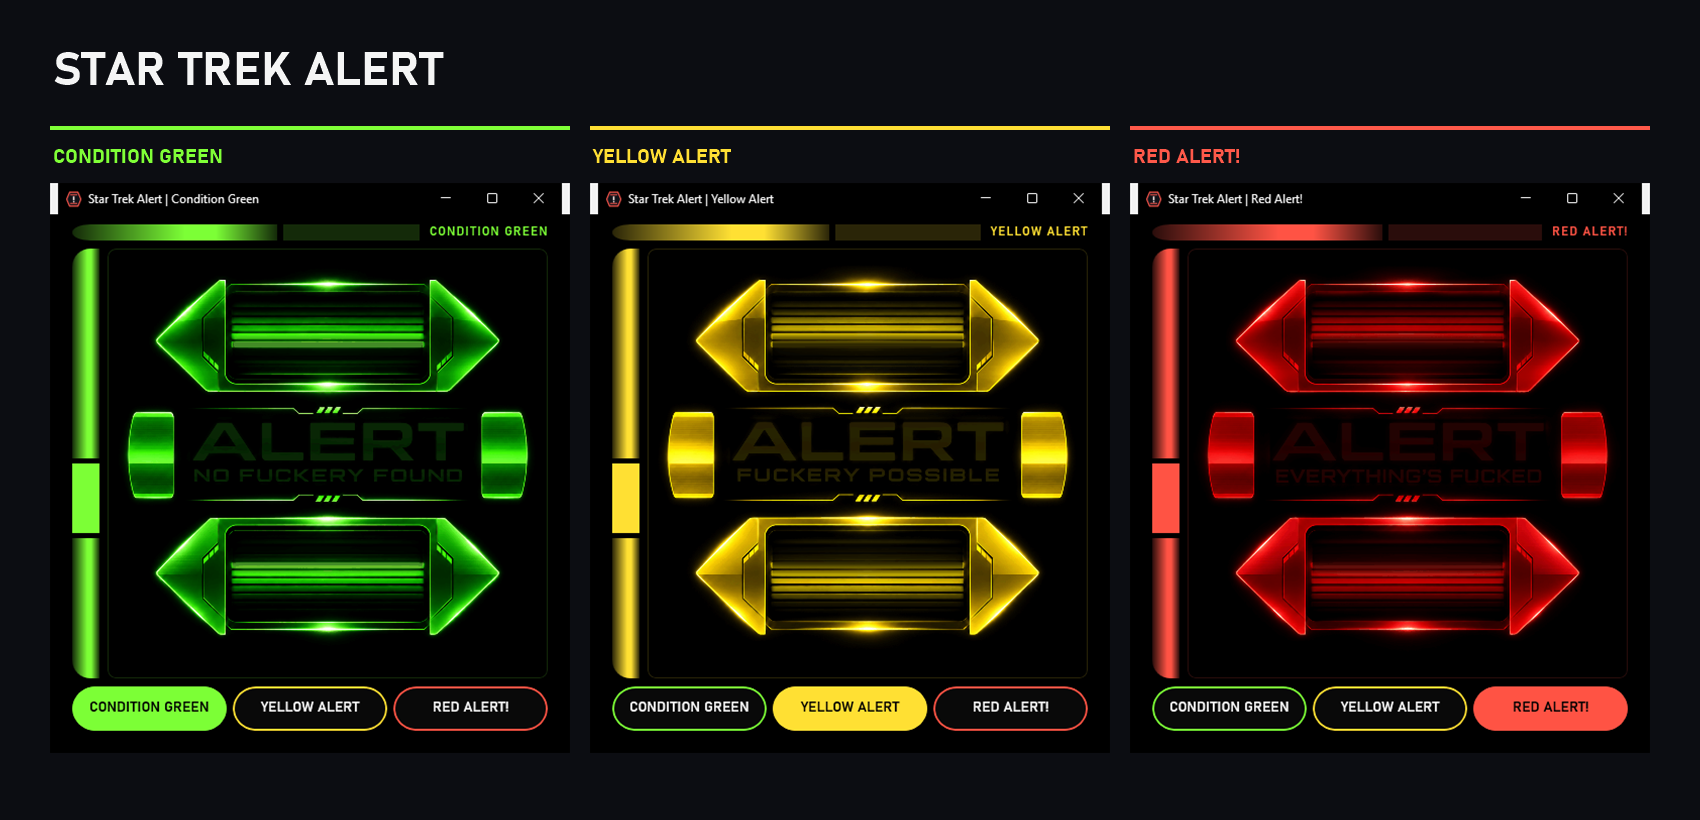 STAR TREK ALERT
CONDITION GREEN
Star Trek Alert | Condition Green
CONDITION GREEN
ALERT
NO FUCKERY FOUND
CONDITION GREEN
YELLOW ALERT
RED ALERT!
YELLOW ALERT
Star Trek Alert | Yellow Alert
YELLOW ALERT
ALERT
FUCKERY POSSIBLE
CONDITION GREEN
YELLOW ALERT
RED ALERT!
RED ALERT!
Star Trek Alert | Red Alert!
RED ALERT!
ALERT
EVERYTHING'S FUCKED
CONDITION GREEN
YELLOW ALERT
RED ALERT!